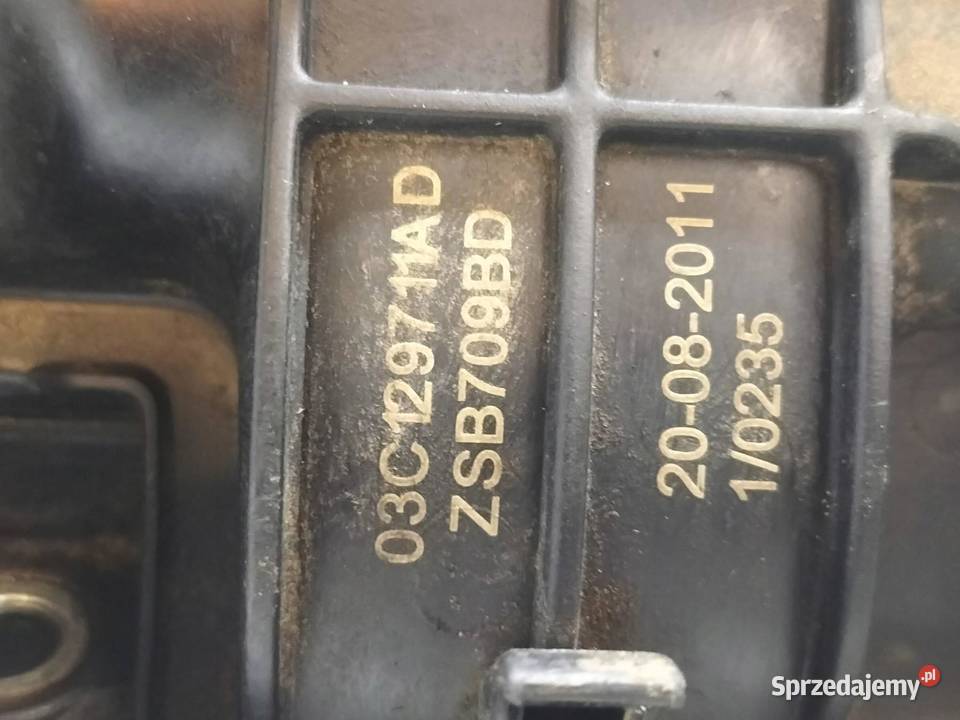 03C129711AD
ZSB709BD
20-08-2011
1/0235
Sprzedajemy.pl